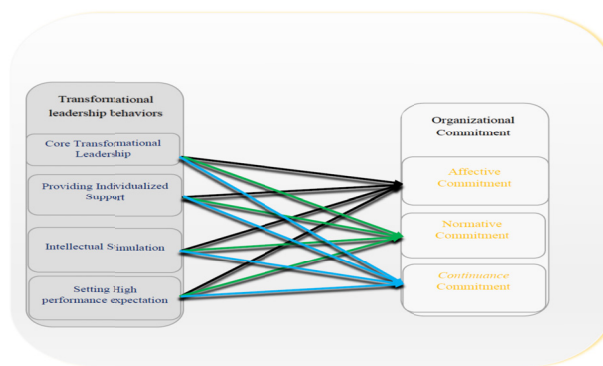 Transformational
leadership behaviors
Core Transformational
Leadership
Providing Individualized
Support
Intellectual Stimulation
Setting High
performance expectation
Organizational
Commitment
Affective
Commitment
Normative
Commitment
Continuance
Commitment